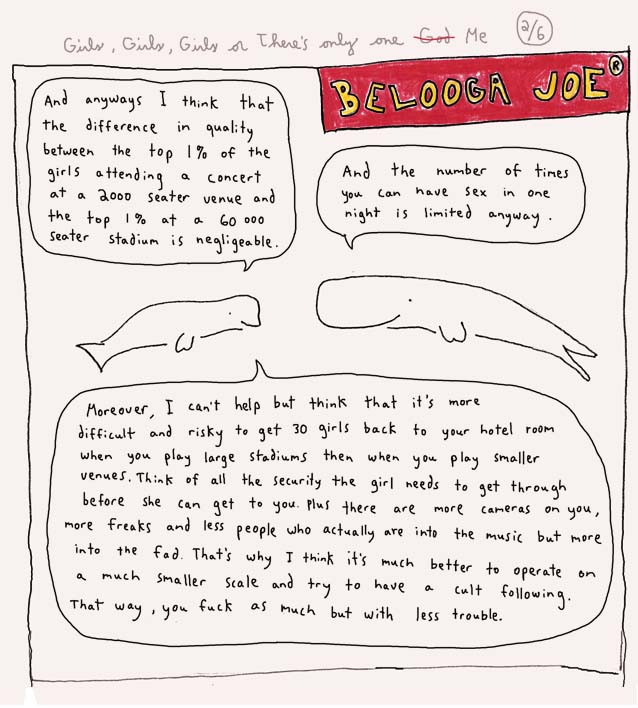 Girls, Girls, Girls or There's only one God Me 2/6
BELOOGA JOE®
And anyways I think that
the difference in quality
between the top 1% of the
girls attending a concert
at a 2000 seater venue and
the top 1% at a 60 000
seater stadium is negligeable.
And the number of times
you can have sex in one
night is limited anyway.
Moreover, I can't help but think that it's more
difficult and risky to get 30 girls back to your hotel room
when you play large stadiums then when you play smaller
venues. Think of all the security the girl needs to get through
before she can get to you. Plus there are more cameras on you,
more freaks and less people who actually are into the music but more
into the fad. That's why I think it's much better to operate on
a much smaller scale and try to have a cult following.
That way, you fuck as much but with less trouble.